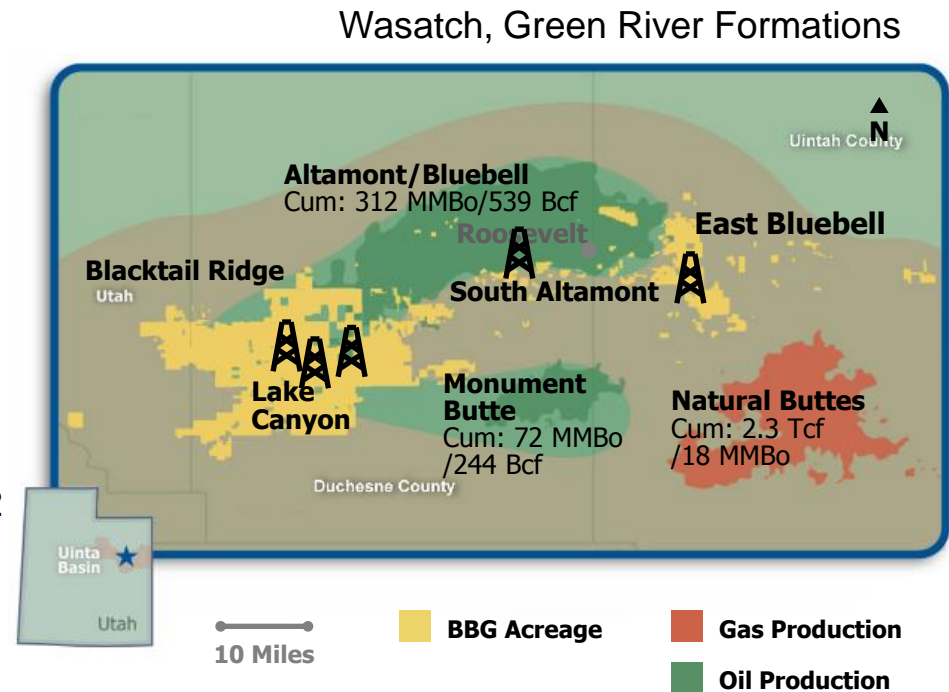 Wasatch, Green River Formations
N
Uintah County
Altamont/Bluebell
Cum: 312 MMBo/539 Bcf
Roosevelt
East Bluebell
Blacktail Ridge
Utah
South Altamont
Lake
Canyon
Monument
Butte
Cum: 72 MMBo
/244 Bcf
Natural Buttes
Cum: 2.3 Tcf
/18 MMBo
Duchesne County
Uinta
Basin
Utah
10 Miles
BBG Acreage
Gas Production
Oil Production